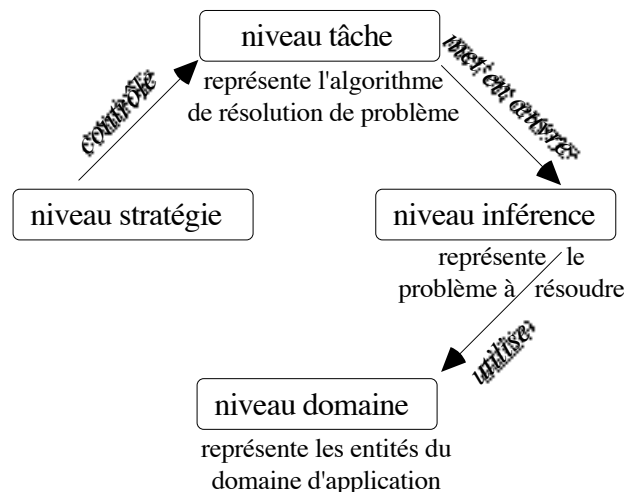 niveau tâche
représente l'algorithme
de résolution de problème
contrôle
met en œuvre
niveau stratégie
niveau inférence
représente le
problème à résoudre
utilise
niveau domaine
représente les entités du
domaine d'application